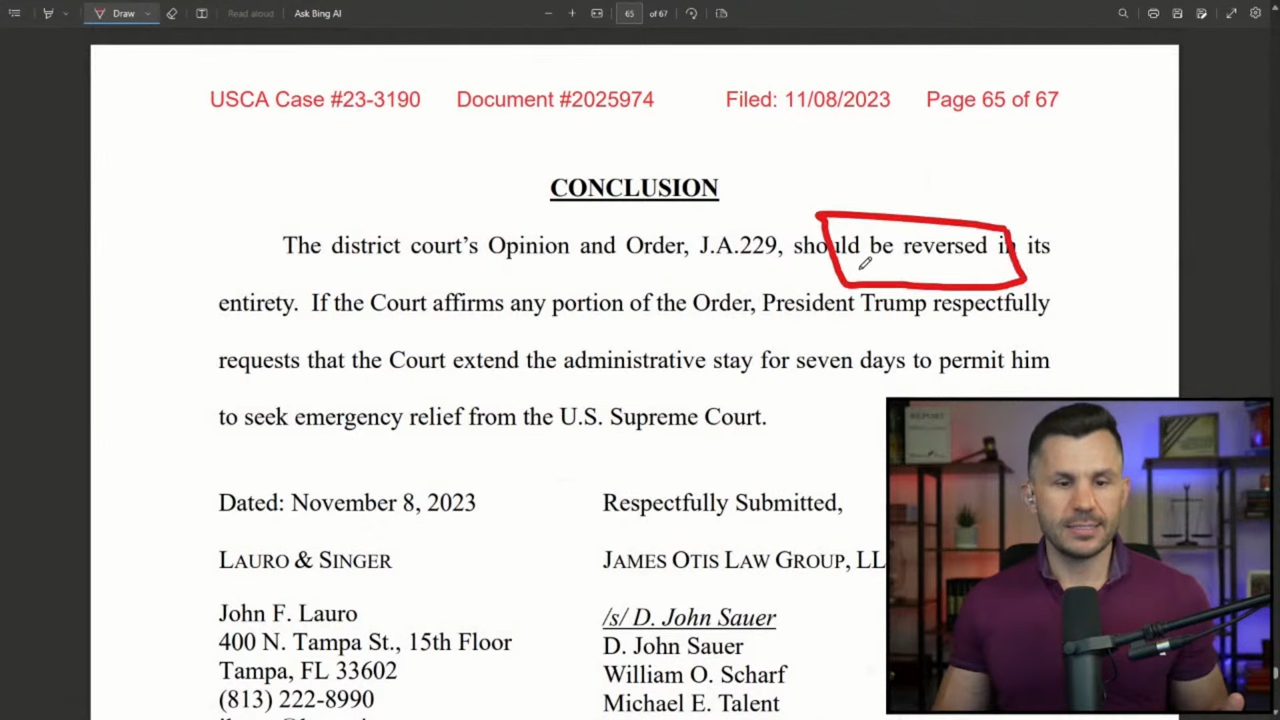 Draw
Read aloud
Ask Bing AI
65 of 67
USCA Case #23-3190 Document #2025974 Filed: 11/08/2023 Page 65 of 67
CONCLUSION
The district court’s Opinion and Order, J.A.229, should be reversed in its
entirety. If the Court affirms any portion of the Order, President Trump respectfully
requests that the Court extend the administrative stay for seven days to permit him
to seek emergency relief from the U.S. Supreme Court.
Dated: November 8, 2023
LAURO & SINGER
John F. Lauro
400 N. Tampa St., 15th Floor
Tampa, FL 33602
(813) 222-8990
Respectfully Submitted,
JAMES OTIS LAW GROUP, LL
/s/ D. John Sauer
D. John Sauer
William O. Scharf
Michael E. Talent